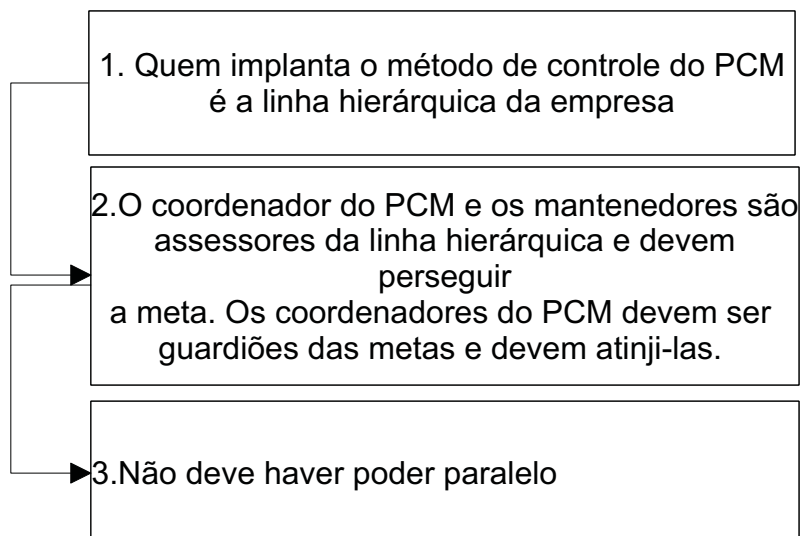 1. Quem implanta o método de controle do PCM
é a linha hierárquica da empresa
2.O coordenador do PCM e os mantenedores são
assessores da linha hierárquica e devem
perseguir
a meta. Os coordenadores do PCM devem ser
guardiões das metas e devem atinji-las.
3.Não deve haver poder paralelo